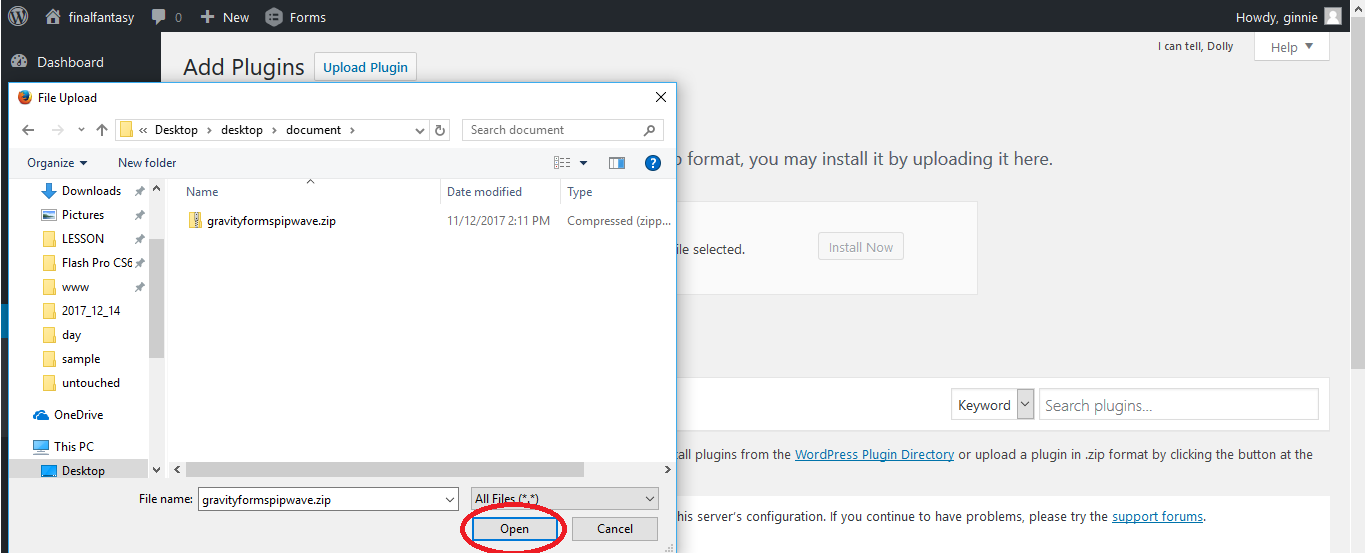 finalfantasy 0 + New Forms Howdy, ginnie
Dashboard
Add Plugins Upload Plugin
I can tell, Dolly Help
File Upload
« Desktop > desktop > document >
Search document
Organize New folder
Name Date modified Type
Downloads
Pictures
LESSON
Flash Pro CS6
www
2017_12_14
day
sample
untouched
OneDrive
This PC
Desktop
gravityformspipwave.zip 11/12/2017 2:11 PM Compressed (zipp...
File name: gravityformspipwave.zip All Files (*.*)
Open Cancel
format, you may install it by uploading it here.
file selected. Install Now
Keyword Search plugins...
all plugins from the WordPress Plugin Directory or upload a plugin in .zip format by clicking the button at the
his server's configuration. If you continue to have problems, please try the support forums.